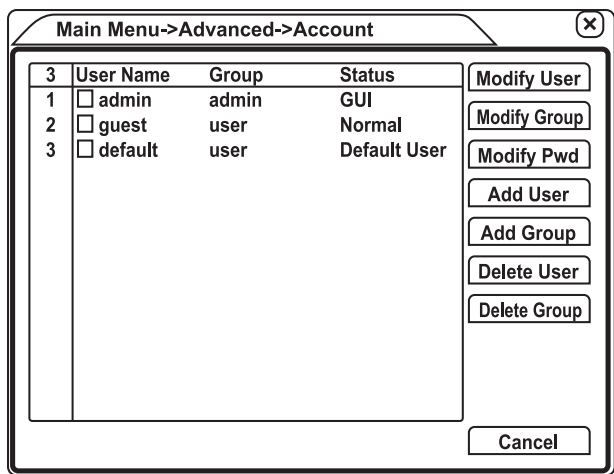 Main Menu->Advanced->Account
3 User Name Group Status
1 admin admin GUI
2 guest user Normal
3 default user Default User
Modify User
Modify Group
Modify Pwd
Add User
Add Group
Delete User
Delete Group
Cancel